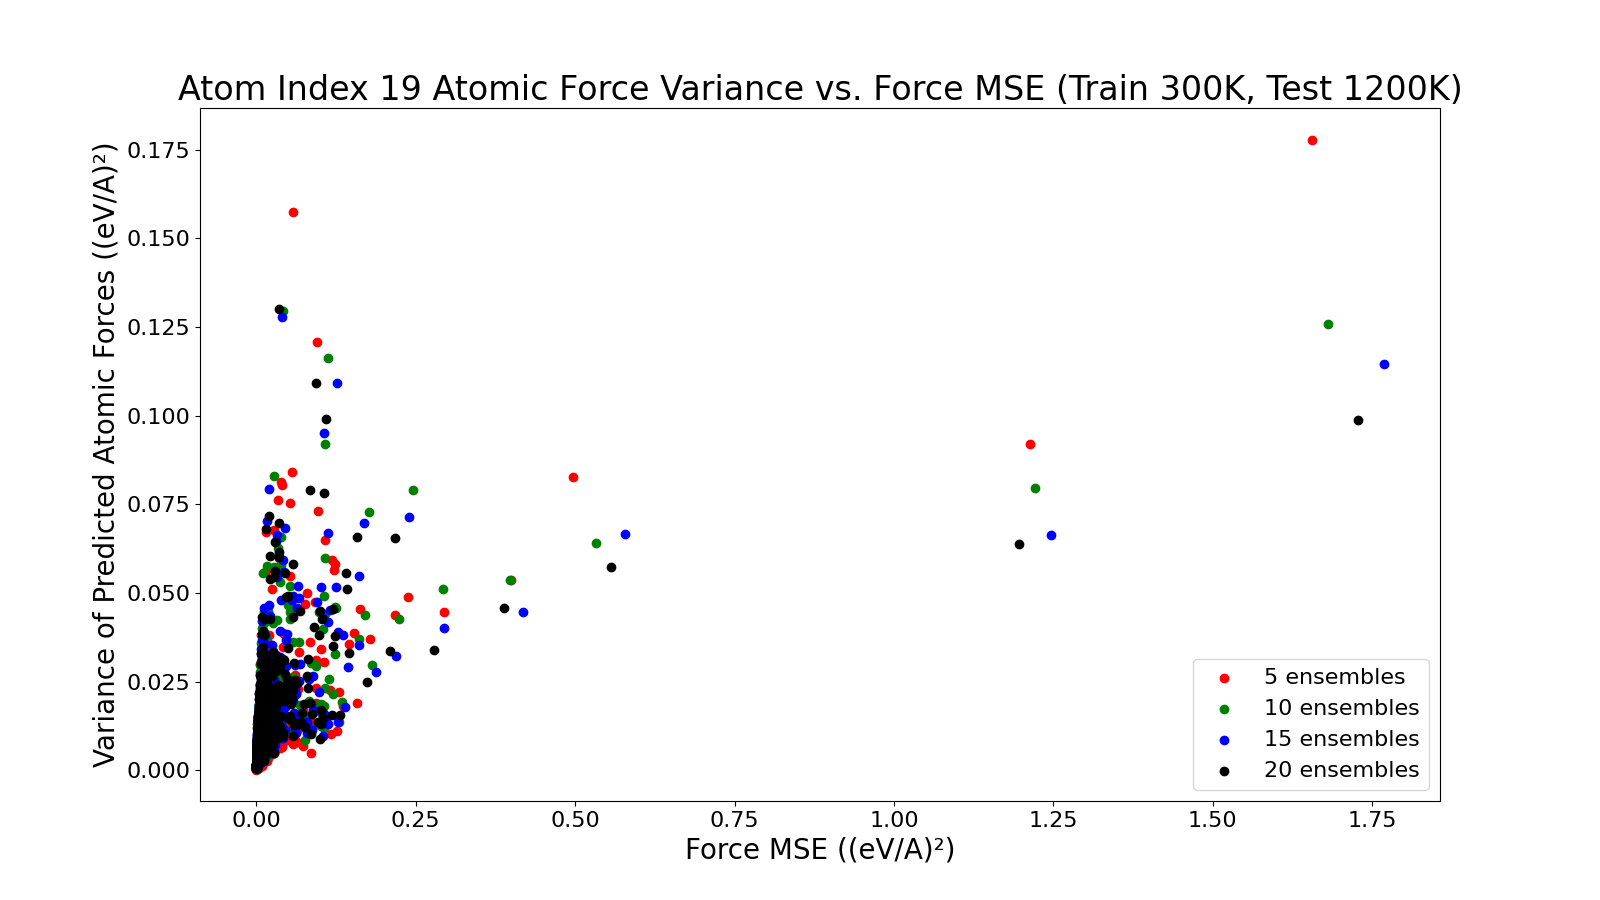 Atom Index 19 Atomic Force Variance vs. Force MSE (Train 300K, Test 1200K)
Variance of Predicted Atomic Forces ((eV/A)²)
0.175
0.150
0.125
0.100
0.075
0.050
0.025
0.000
5 ensembles
10 ensembles
15 ensembles
20 ensembles
0.00 0.25 0.50 0.75 1.00 1.25 1.50 1.75
Force MSE ((eV/A)²)